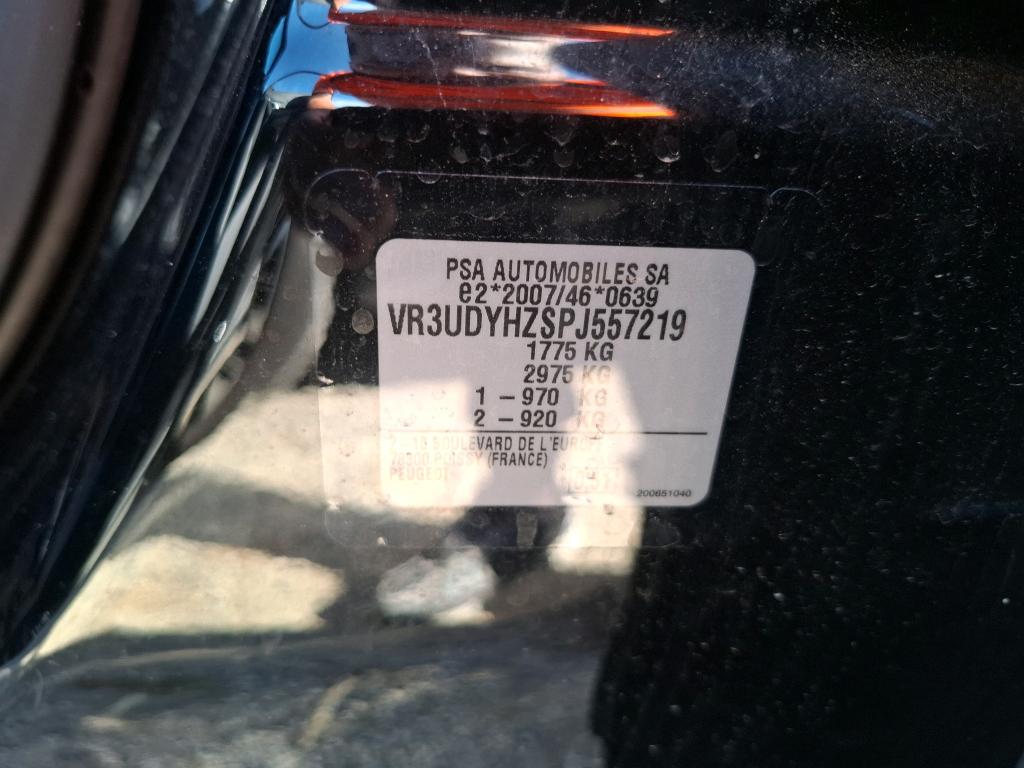 PSA AUTOMOBILES SA
e2*2007/46*0639
VR3UDYHZSPJ557219
1775 KG
2975 KG
1 – 970 KG
2 – 920 KG
BOULEVARD DE L'EUROPE
78300 POISSY (FRANCE)
PEUGEOT
200651040